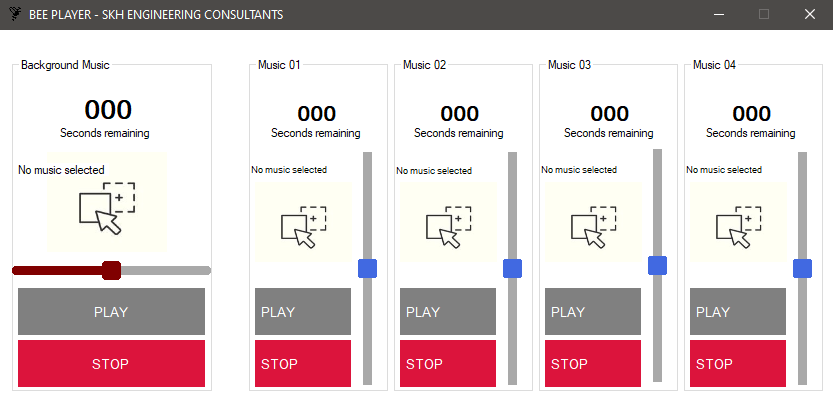 BEE PLAYER - SKH ENGINEERING CONSULTANTS
Background Music
000
Seconds remaining
No music selected
PLAY
STOP
Music 01
000
Seconds remaining
No music selected
PLAY
STOP
Music 02
000
Seconds remaining
No music selected
PLAY
STOP
Music 03
000
Seconds remaining
No music selected
PLAY
STOP
Music 04
000
Seconds remaining
No music selected
PLAY
STOP